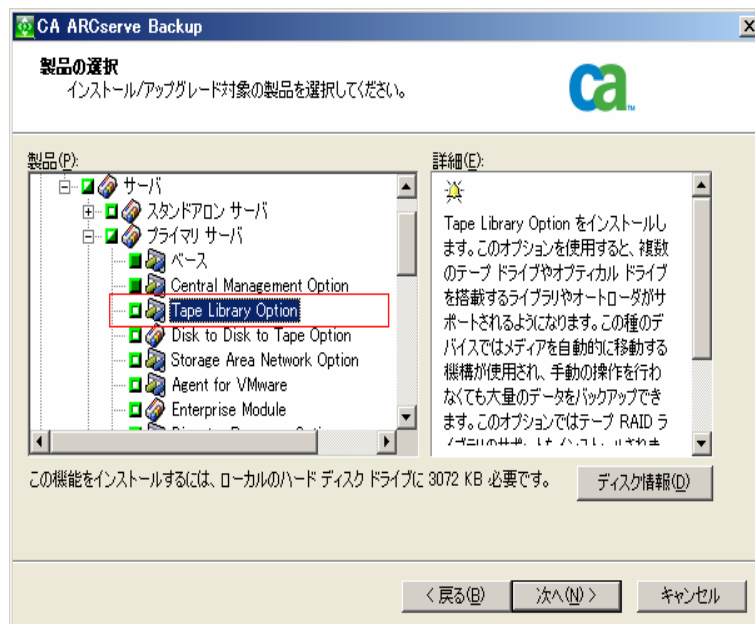 CA ARCserve Backup
製品の選択
インストール/アップグレード対象の製品を選択してください。
ca
製品(P):
サーバ
スタンドアロン サーバ
プライマリ サーバ
ベース
Central Management Option
Tape Library Option
Disk to Disk to Tape Option
Storage Area Network Option
Agent for VMware
Enterprise Module
詳細(E):
Tape Library Option をインストールし
ます。このオプションを使用すると、複数
のテープ ドライブやオプティカル ドライブ
を搭載するライブラリやオートローダがサ
ポートされるようになります。この種のデ
バイスではメディアを自動的に移動する
機構が使用され、手動の操作を行わ
なくても大量のデータをバックアップでき
ます。このオプションではテープ RAID ラ
この機能をインストールするには、ローカルのハード ディスク ドライブに 3072 KB 必要です。
ディスク情報(D)
< 戻る(B)
次へ(N) >
キャンセル